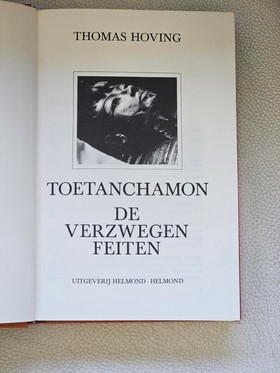 THOMAS HOVING
TOETANCHAMON
DE
VERZWEGEN
FEITEN
UITGEVERIJ HELMOND · HELMOND